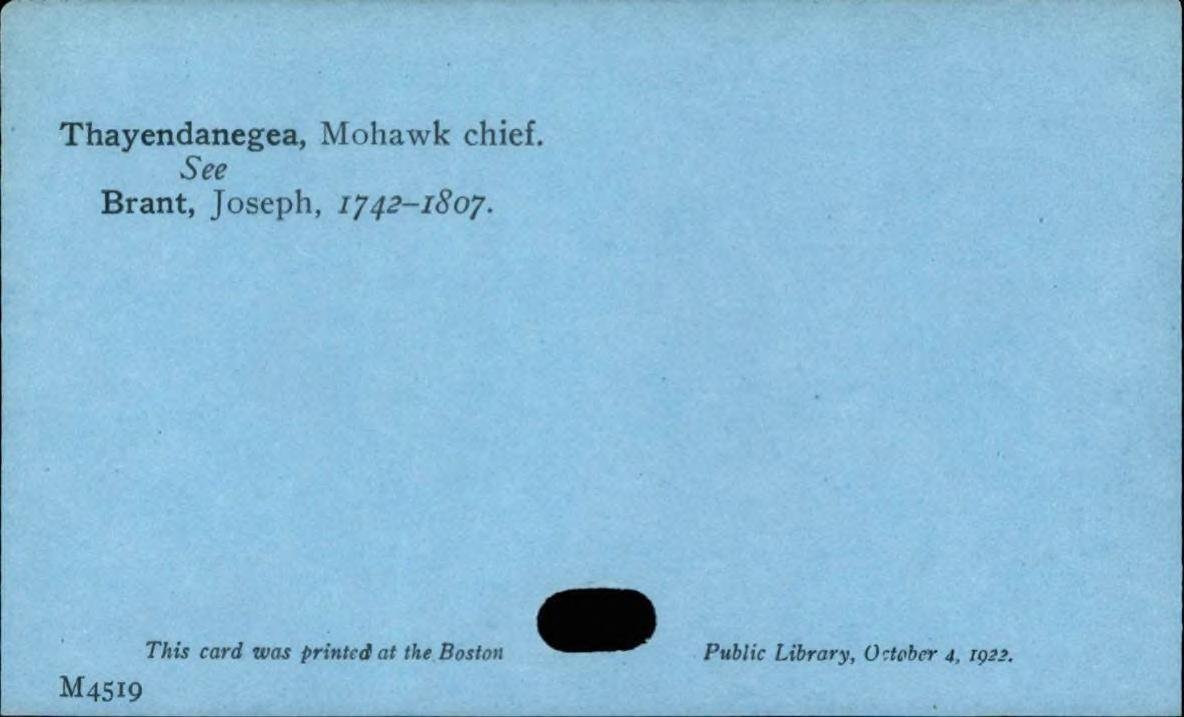 Thayendanegea, Mohawk chief.
See
Brant, Joseph, 1742–1807.
This card was printed at the Boston Public Library, October 4, 1922.
M4519